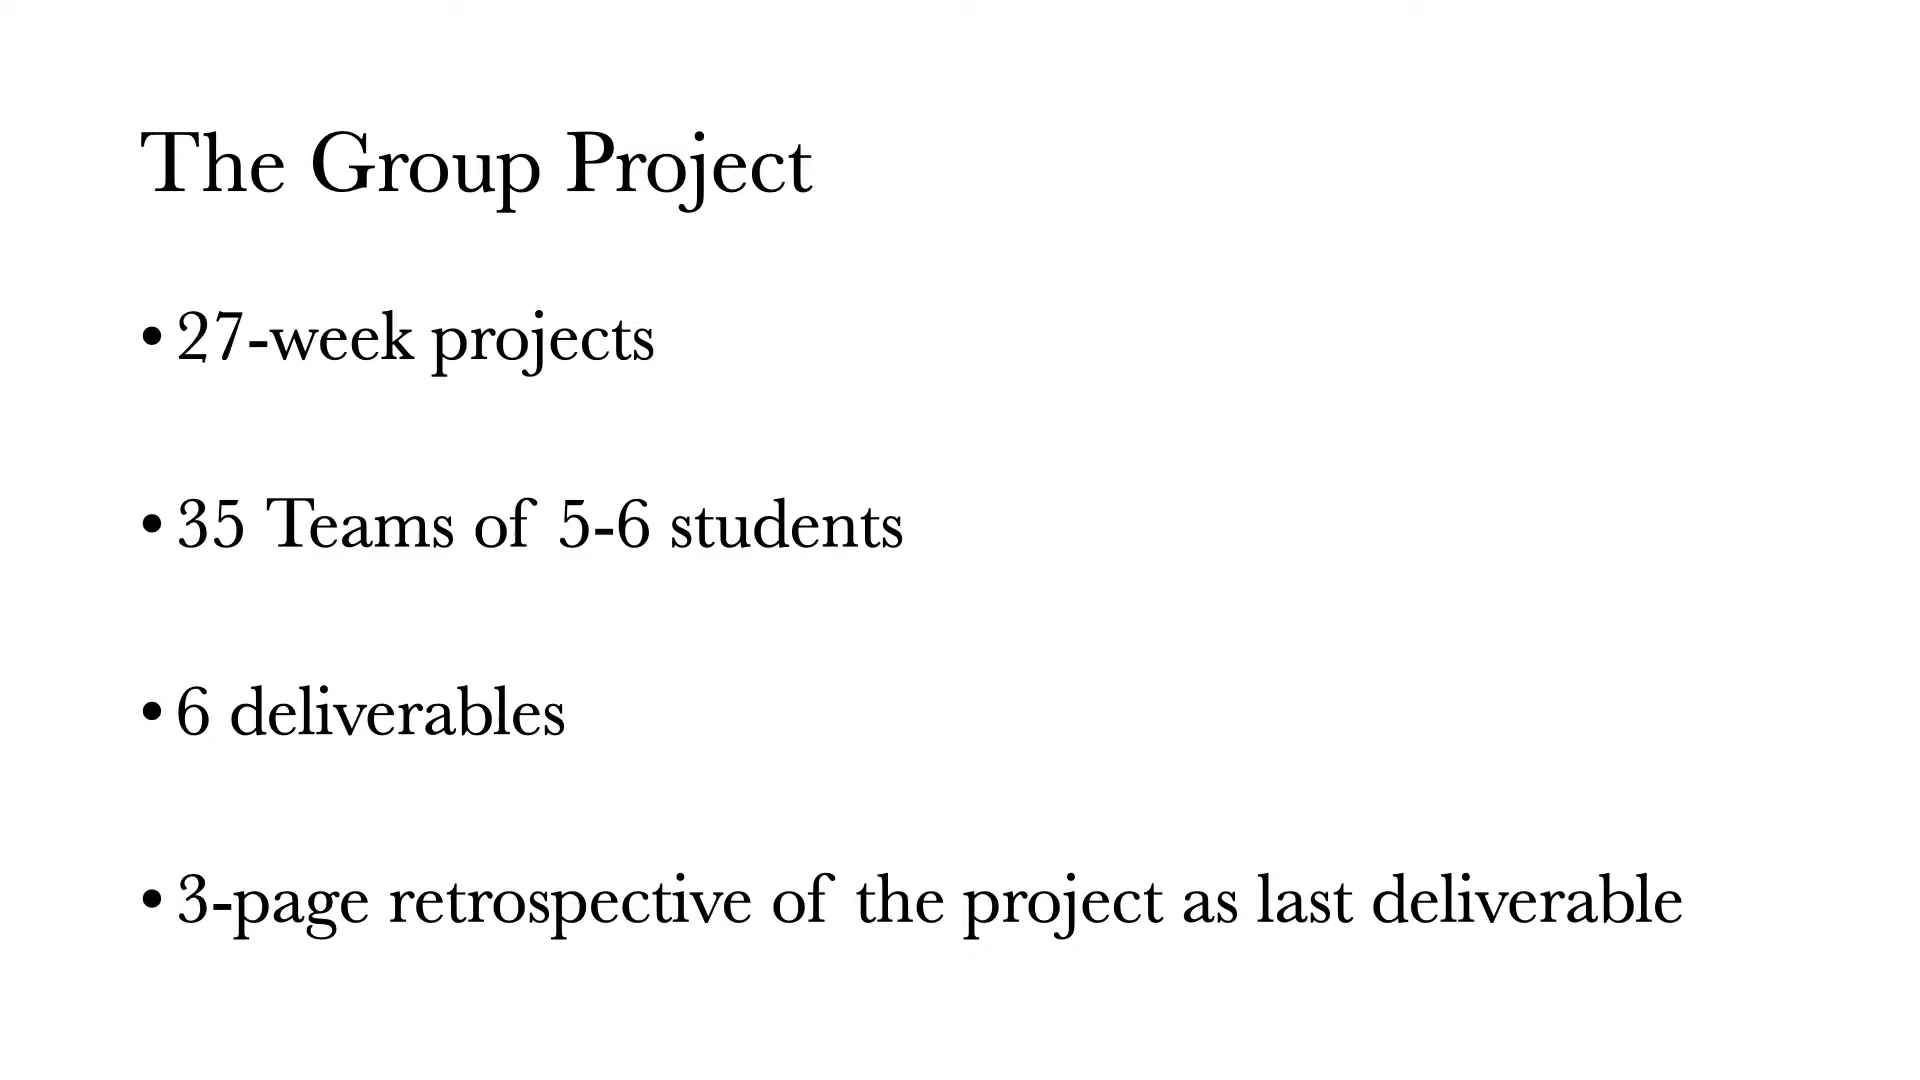 The Group Project
• 27-week projects
• 35 Teams of 5-6 students
• 6 deliverables
• 3-page retrospective of the project as last deliverable